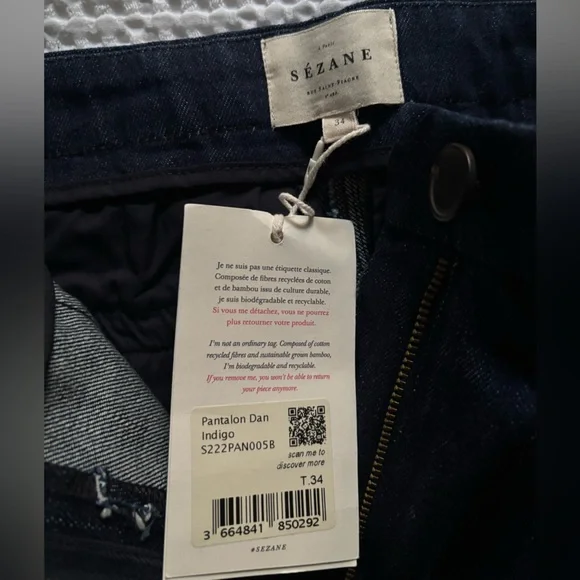 À PARIS
SÉZANE
RUE SAINT-FIACRE
34
Je ne suis pas une étiquette classique.
Composée de fibres recyclées de coton
et de bambou issu de culture durable,
je suis biodégradable et recyclable.
Si vous me détachez, vous ne pourrez
plus retourner votre produit.
I'm not an ordinary tag. Composed of cotton
recycled fibres and sustainable grown bamboo,
I'm biodegradable and recyclable.
If you remove me, you won't be able to return
your piece anymore.
Pantalon Dan
Indigo
S222PAN005B
scan me to
discover more
T.34
3 664841 850292
#SEZANE